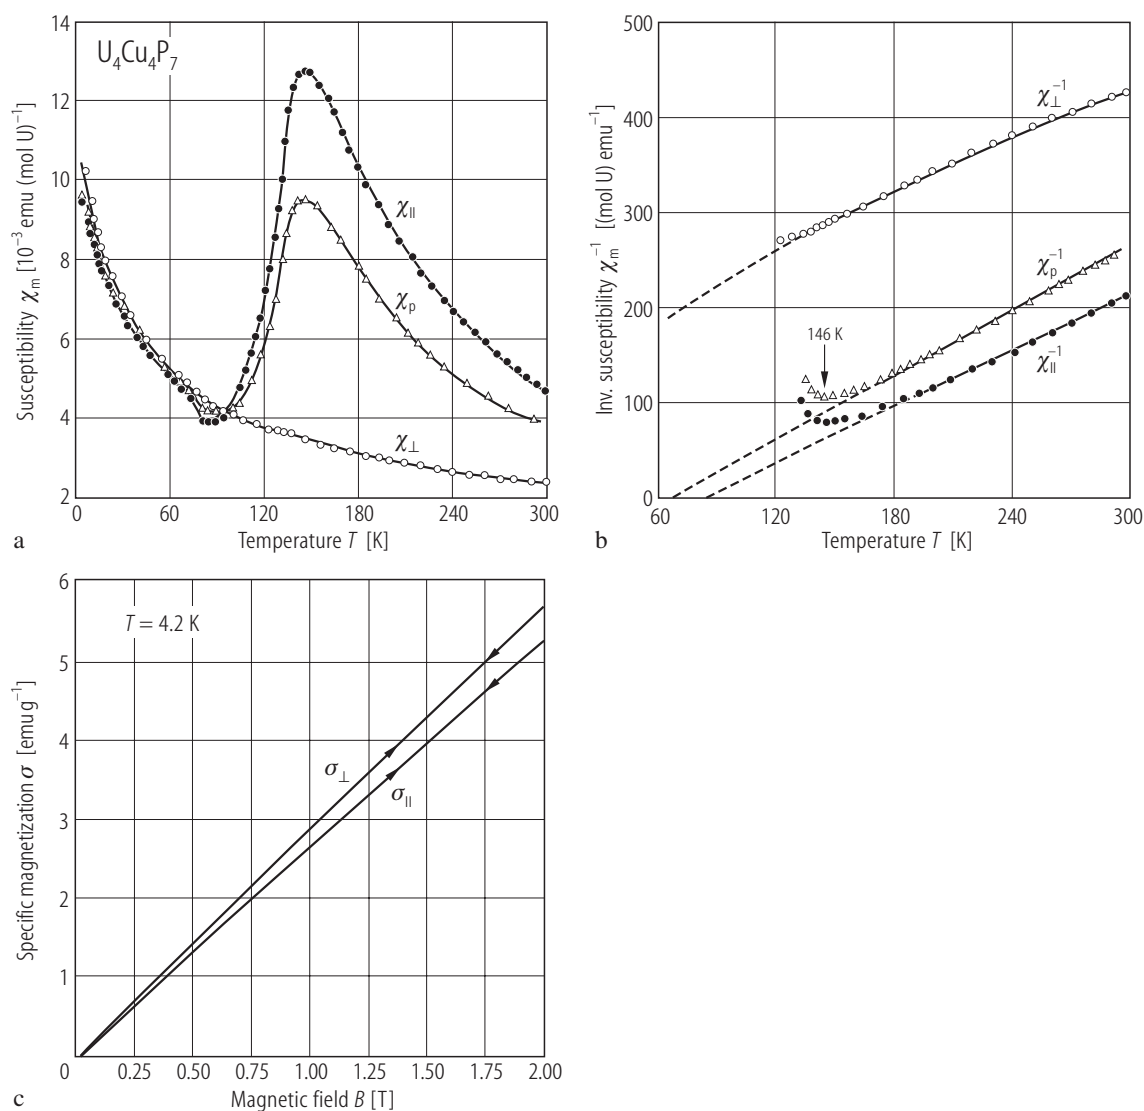 U₄Cu₄P₇
Susceptibility χₘ [10⁻³ emu (mol U)⁻¹]
14
12
10
8
6
4
2
χ||
χₚ
χ⊥
0 60 120 180 240 300
Temperature T [K]
a
Inv. susceptibility χₘ⁻¹ [(mol U) emu⁻¹]
500
400
300
200
100
0
χ⊥⁻¹
χₚ⁻¹
146 K
χ||⁻¹
60 120 180 240 300
Temperature T [K]
b
Specific magnetization σ [emu g⁻¹]
6
5
4
3
2
1
T = 4.2 K
σ⊥
σ||
0 0.25 0.50 0.75 1.00 1.25 1.50 1.75 2.00
Magnetic field B [T]
c